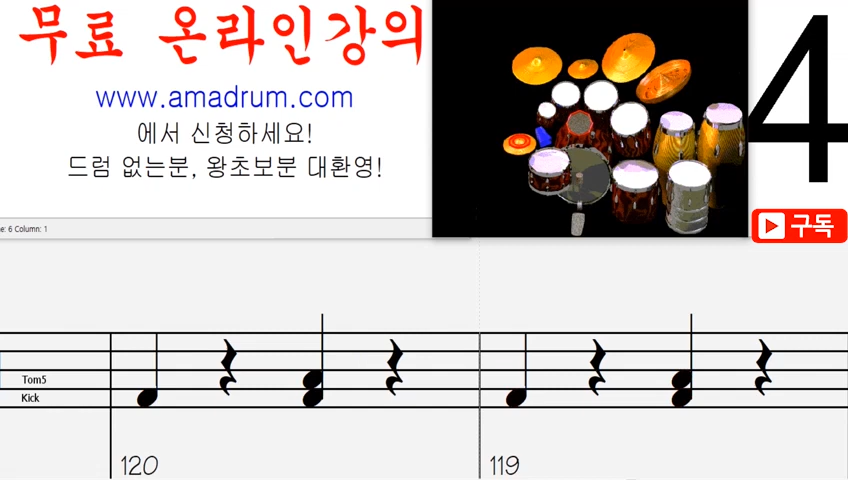 무료 온라인강의
www.amadrum.com
에서 신청하세요!
드럼 없는분, 왕초보분 대환영!
4
구독
e: 6 Column: 1
Tom5
Kick
120
119